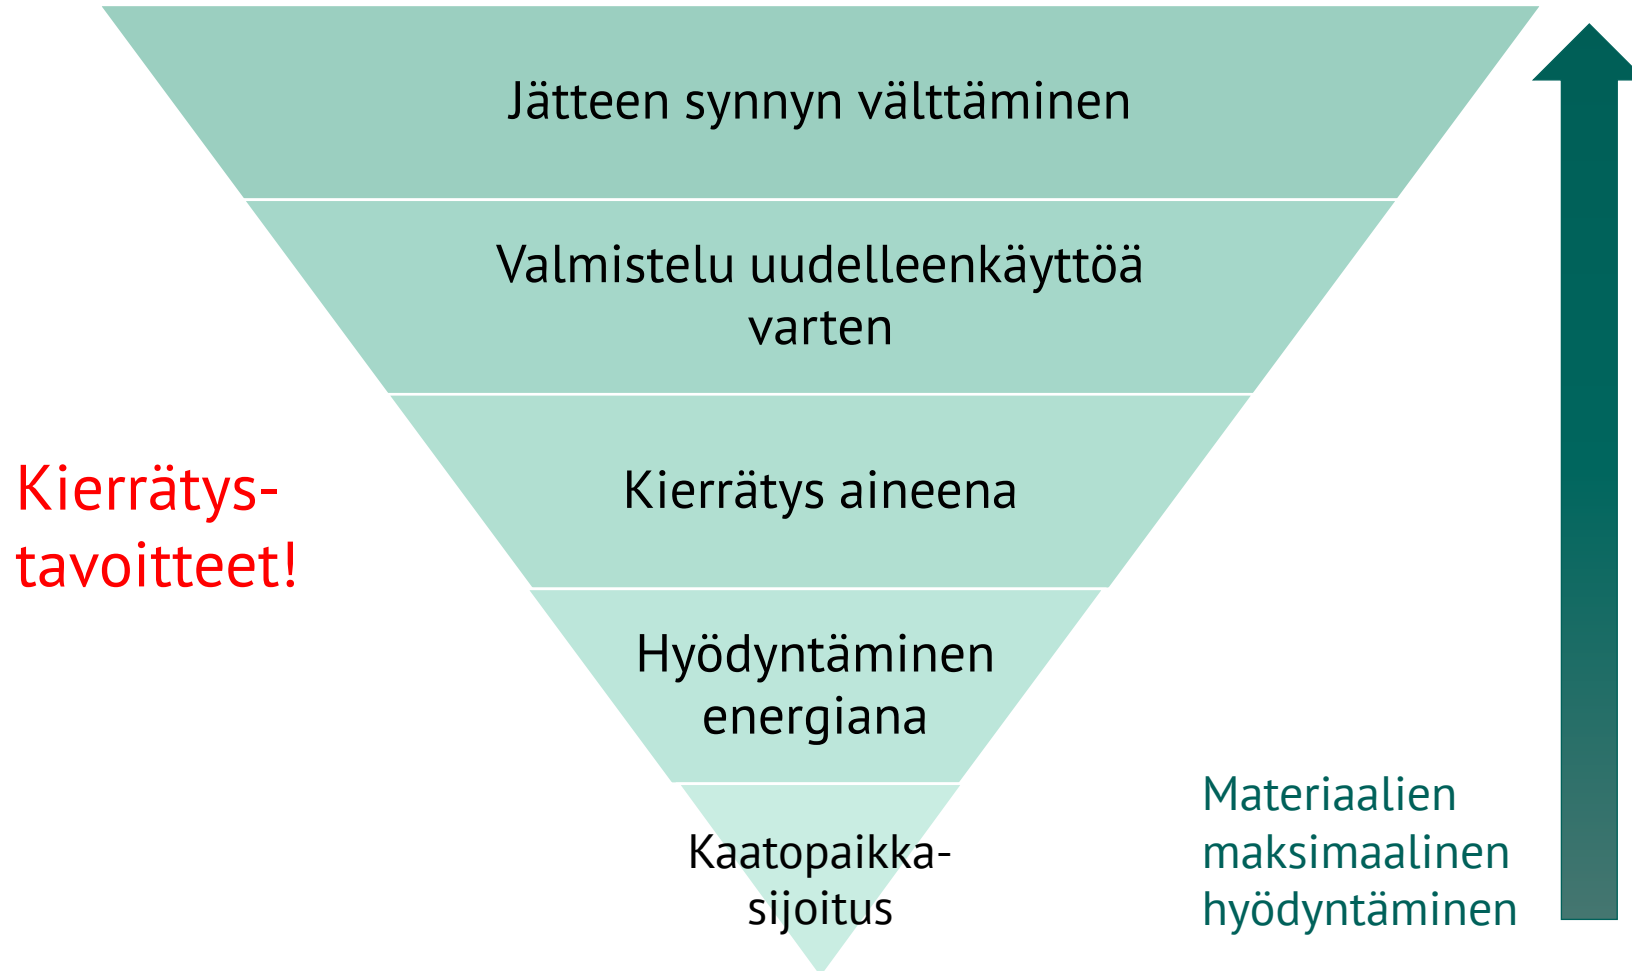 Jätteen synnyn välttäminen
Valmistelu uudelleenkäyttöä
varten
Kierrätys-
tavoitteet!
Kierrätys aineena
Hyödyntäminen
energiana
Kaatopaikka-
sijoitus
Materiaalien
maksimaalinen
hyödyntäminen